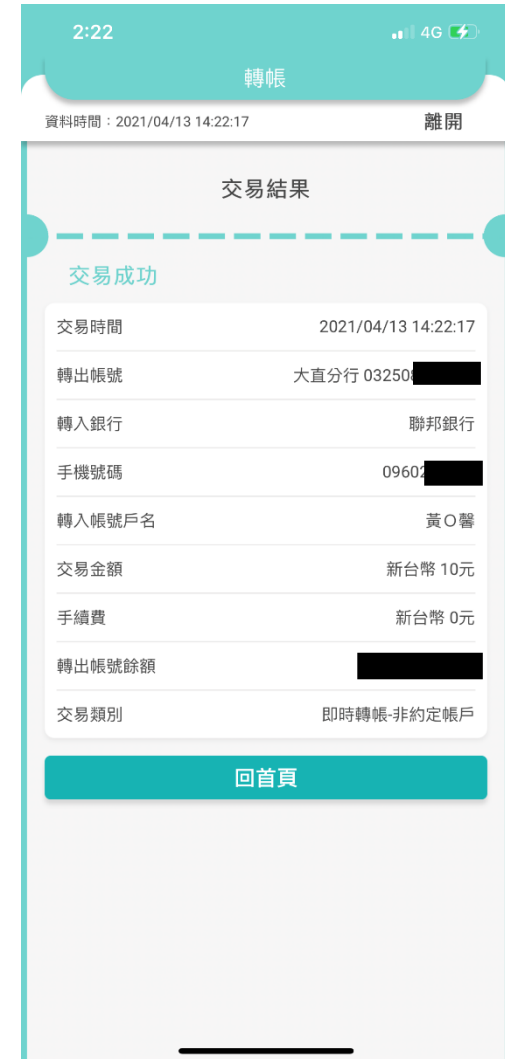 2:22
4G
轉帳
資料時間：2021/04/13 14:22:17 離開
交易結果
交易成功
交易時間 2021/04/13 14:22:17
轉出帳號 大直分行 03250
轉入銀行 聯邦銀行
手機號碼 0960
轉入帳號戶名 黃O馨
交易金額 新台幣 10元
手續費 新台幣 0元
轉出帳號餘額
交易類別 即時轉帳-非約定帳戶
回首頁